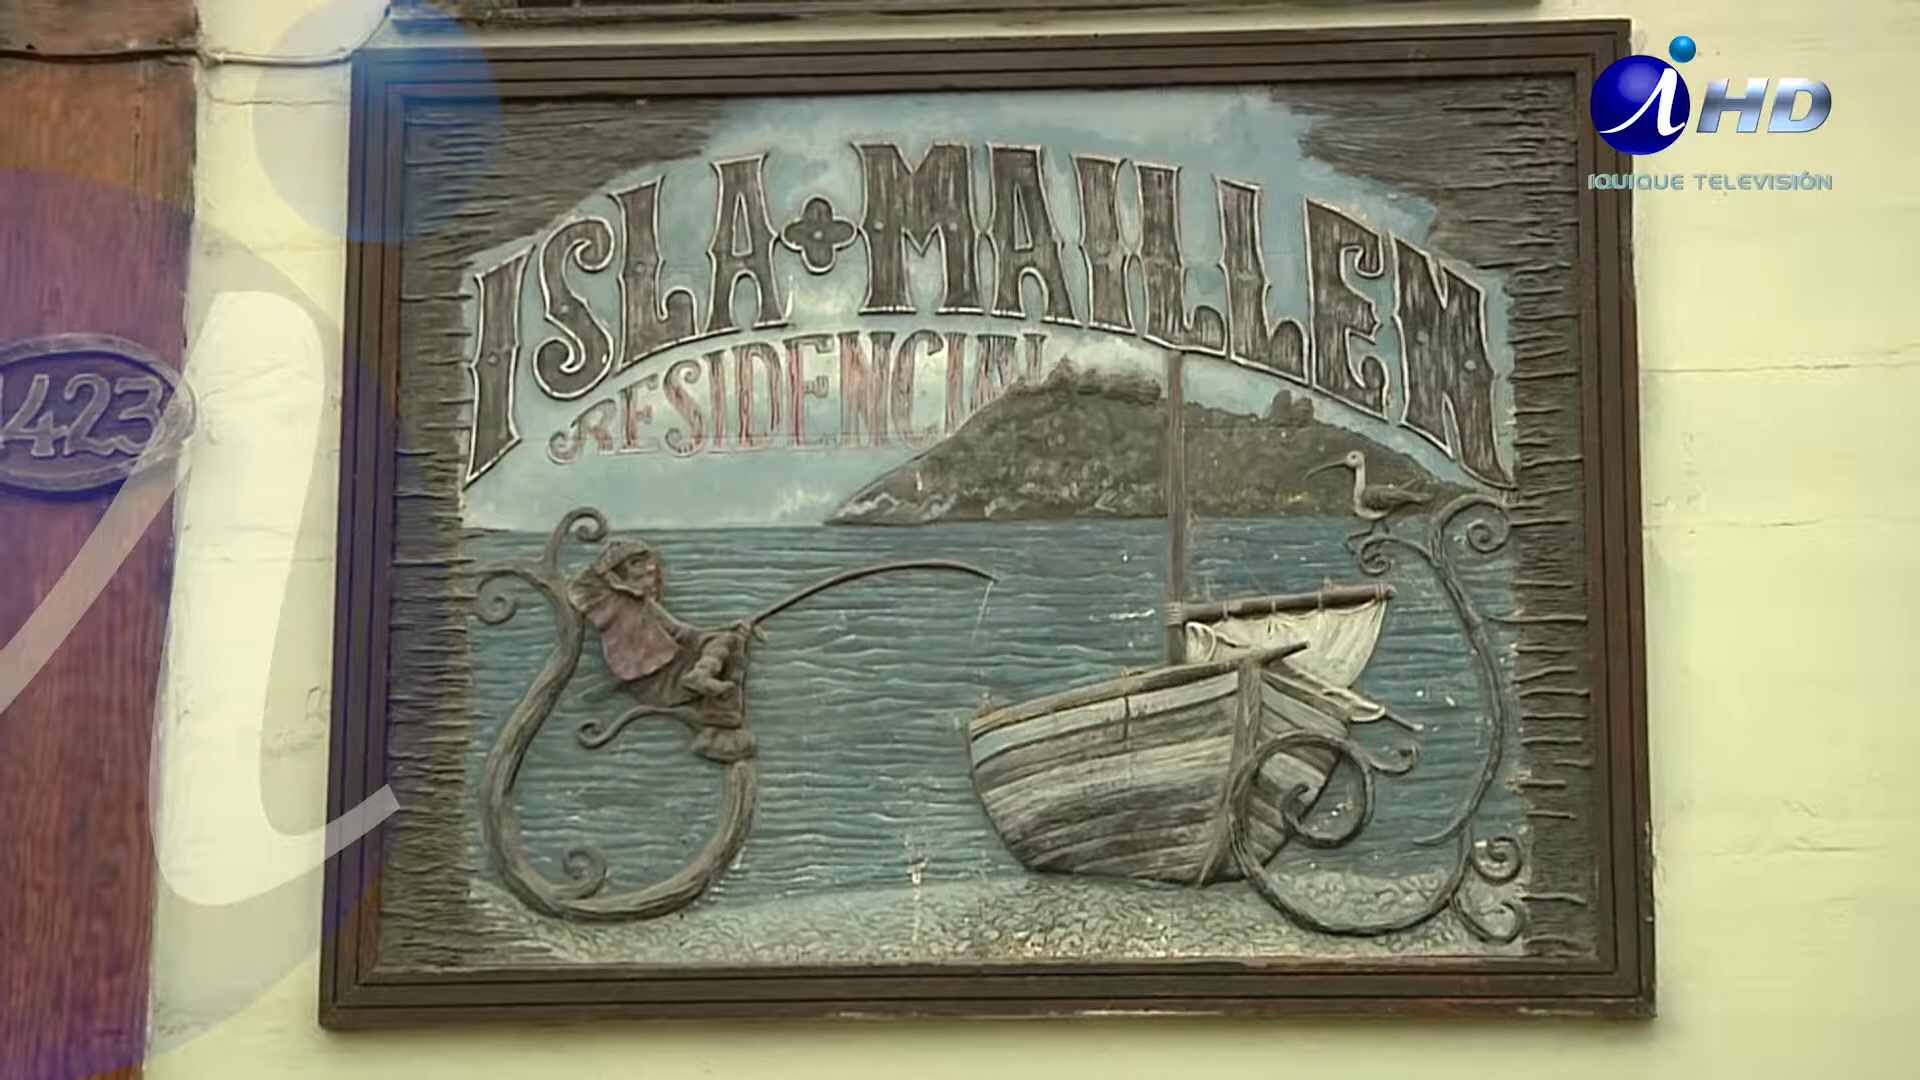 ISLA MAILLEN
RESIDENCIAL
1423
HD
IQUIQUE TELEVISIÓN